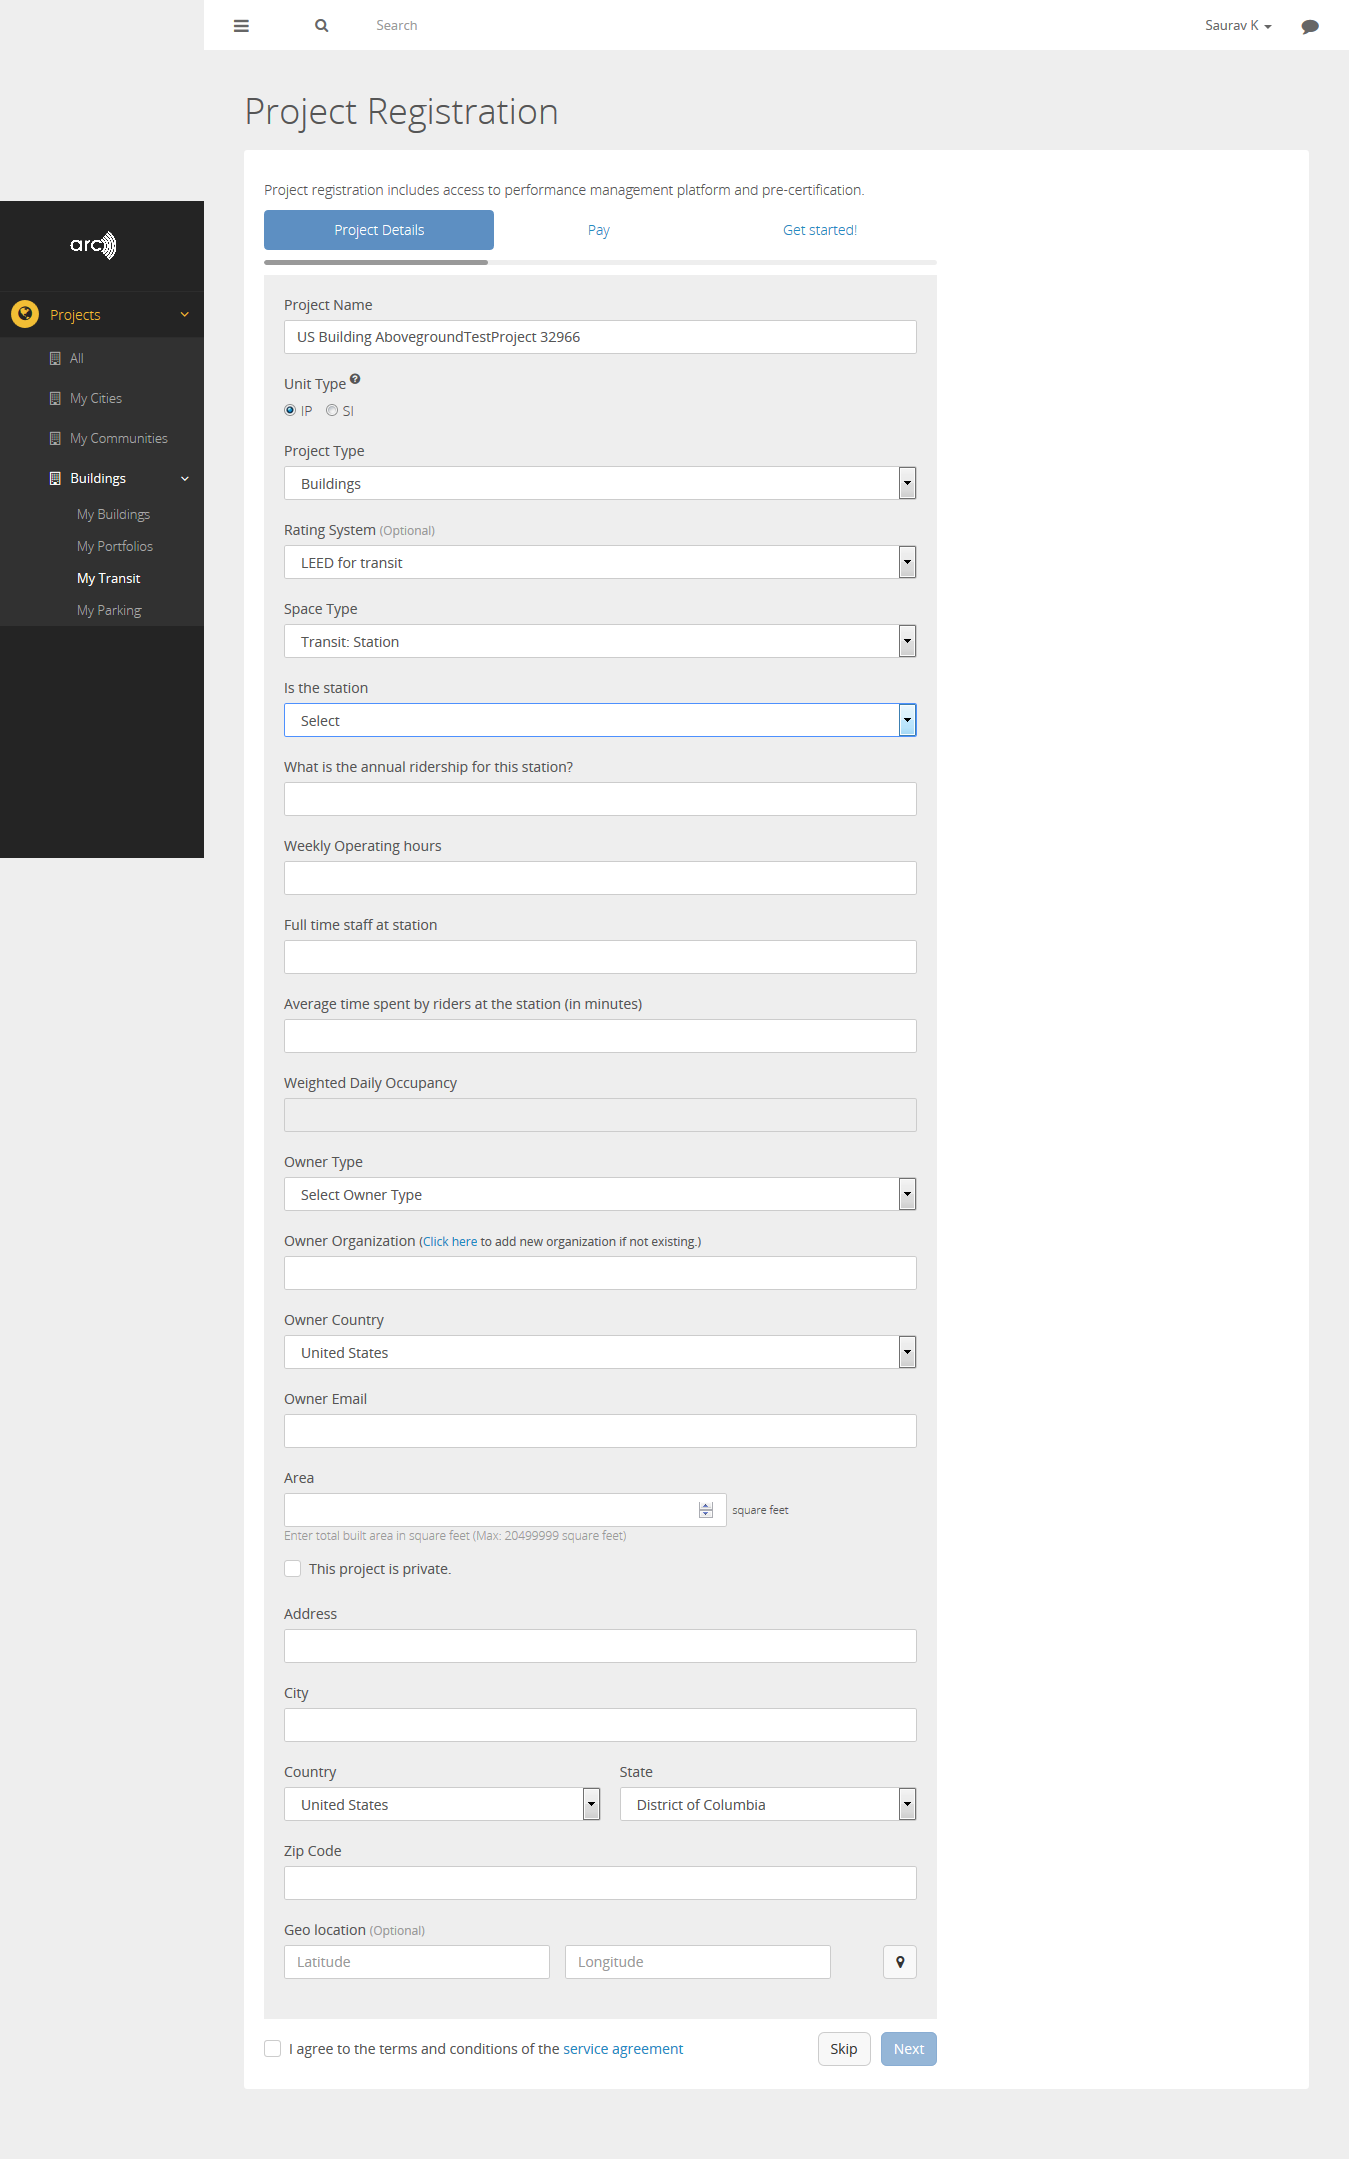 Search
Saurav K
Project Registration
Project registration includes access to performance management platform and pre-certification.
Project Details
Pay
Get started!
arc
Projects
All
My Cities
My Communities
Buildings
My Buildings
My Portfolios
My Transit
My Parking
Project Name
US Building AbovegroundTestProject 32966
Unit Type
IP
SI
Project Type
Buildings
Rating System (Optional)
LEED for transit
Space Type
Transit: Station
Is the station
Select
What is the annual ridership for this station?
Weekly Operating hours
Full time staff at station
Average time spent by riders at the station (in minutes)
Weighted Daily Occupancy
Owner Type
Select Owner Type
Owner Organization (Click here to add new organization if not existing.)
Owner Country
United States
Owner Email
Area
square feet
Enter total built area in square feet (Max: 20499999 square feet)
This project is private.
Address
City
Country
State
United States
District of Columbia
Zip Code
Geo location (Optional)
Latitude
Longitude
I agree to the terms and conditions of the service agreement
Skip
Next